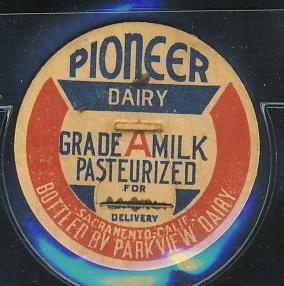 PIONEER
DAIRY
GRADE A MILK
PASTEURIZED
FOR
DELIVERY
SACRAMENTO, CALIF.
BOTTLED BY PARKVIEW DAIRY